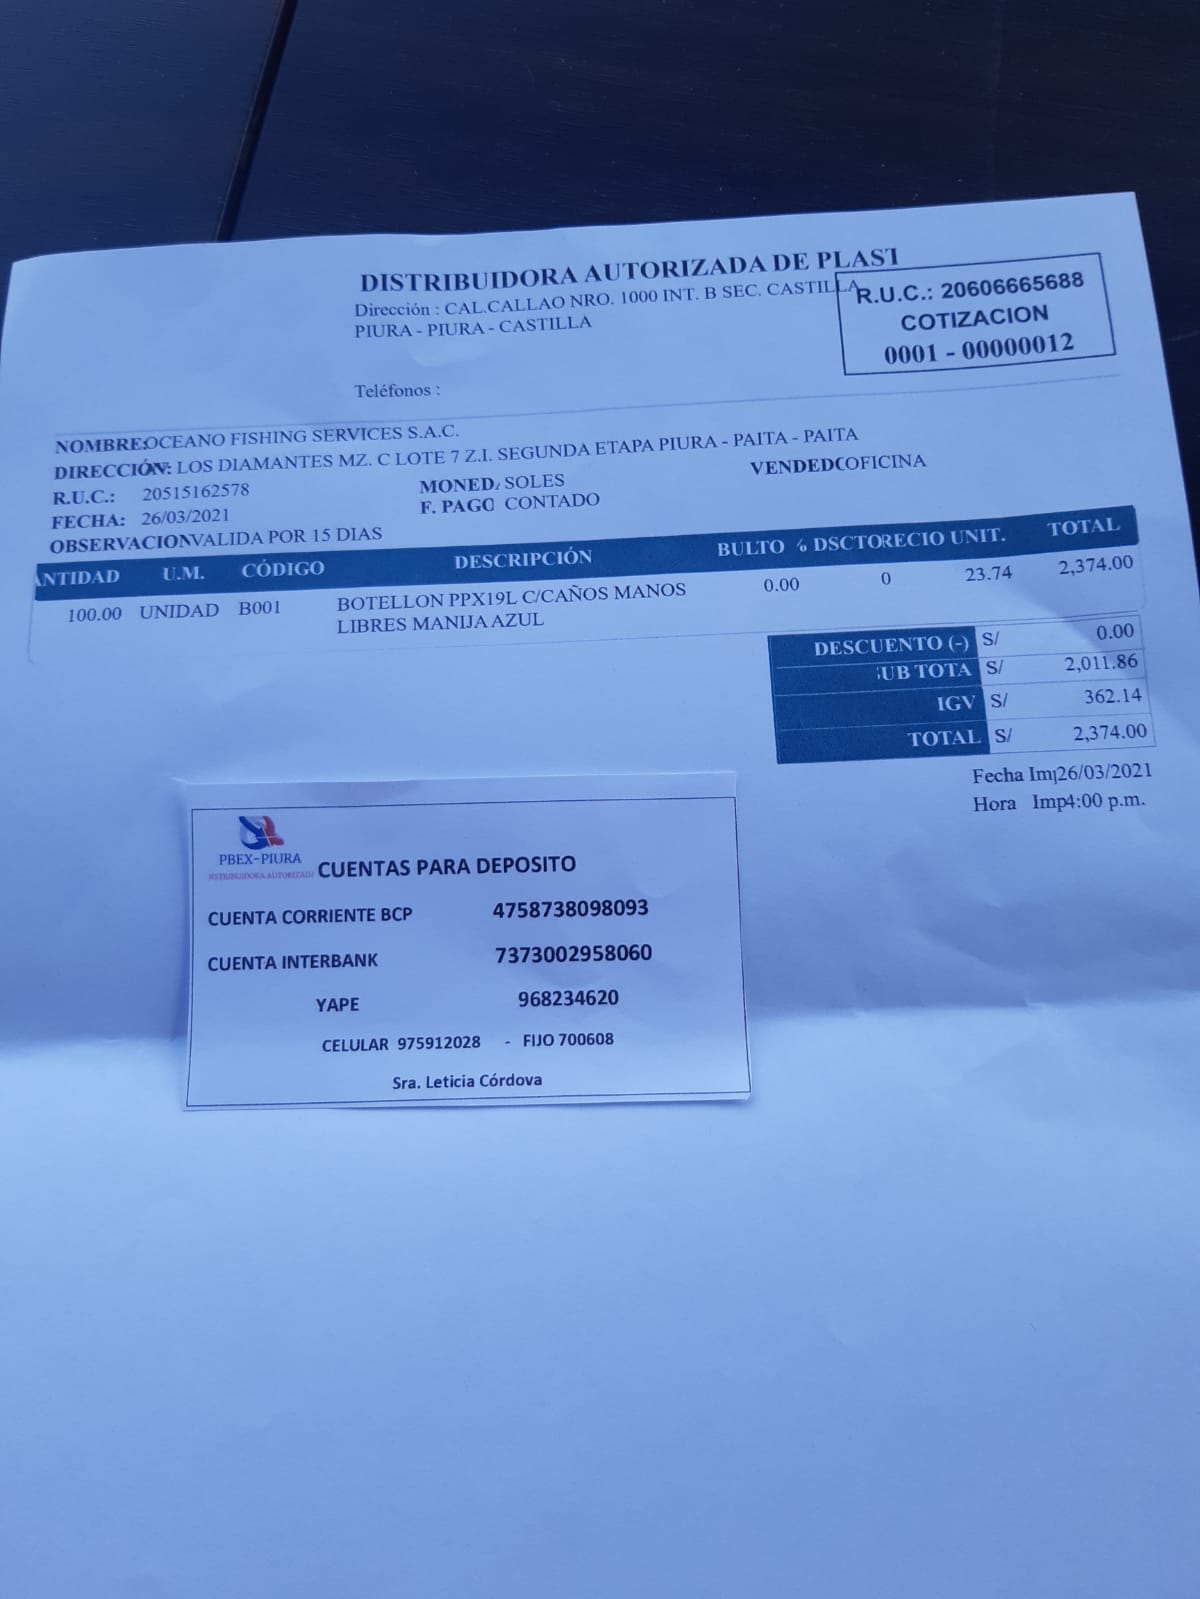 DISTRIBUIDORA AUTORIZADA DE PLAST
Dirección : CAL.CALLAO NRO. 1000 INT. B SEC. CASTILLA
PIURA - PIURA - CASTILLA
Teléfonos :
R.U.C.: 20606665688
COTIZACION
0001 - 00000012
NOMBRE: OCEANO FISHING SERVICES S.A.C.
DIRECCIÓN: LOS DIAMANTES MZ. C LOTE 7 Z.I. SEGUNDA ETAPA PIURA - PAITA - PAITA
R.U.C.: 20515162578 MONEDA SOLES VENDEDOFICINA
FECHA: 26/03/2021 F. PAGO CONTADO
OBSERVACIONVALIDA POR 15 DIAS
ANTIDAD U.M. CÓDIGO DESCRIPCIÓN BULTO % DSCTORECIO UNIT. TOTAL
100.00 UNIDAD B001 BOTELLON PPX19L C/CAÑOS MANOS 0.00 0 23.74 2,374.00
LIBRES MANIJA AZUL
DESCUENTO (-) S/ 0.00
UB TOTA S/ 2,011.86
IGV S/ 362.14
TOTAL S/ 2,374.00
Fecha Imp26/03/2021
Hora Imp4:00 p.m.
PBEX-PIURA
DISTRIBUIDORA AUTORIZADA
CUENTAS PARA DEPOSITO
CUENTA CORRIENTE BCP 4758738098093
CUENTA INTERBANK 7373002958060
YAPE 968234620
CELULAR 975912028 - FIJO 700608
Sra. Leticia Córdova